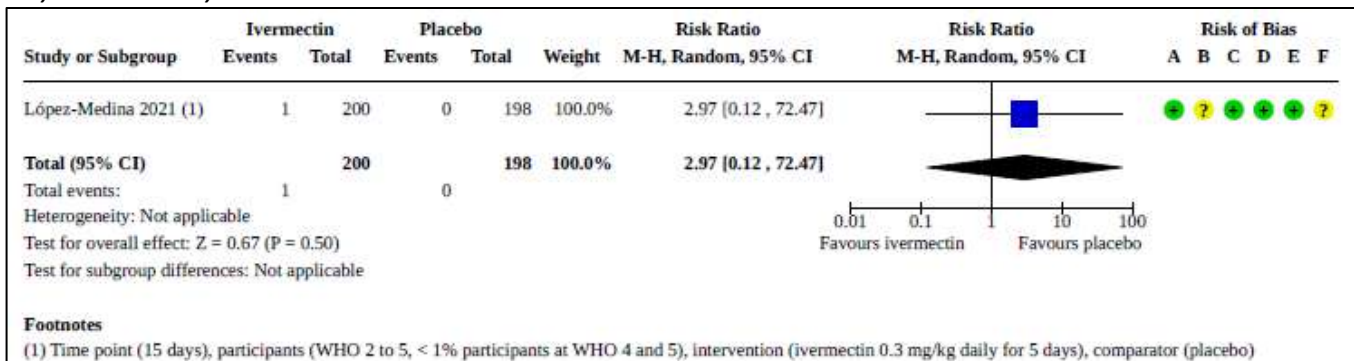 Ivermectin Placebo Risk Ratio Risk Ratio Risk of Bias
Study or Subgroup Events Total Events Total Weight M-H, Random, 95% CI M-H, Random, 95% CI A B C D E F
López-Medina 2021 (1) 1 200 0 198 100.0% 2.97 [0.12 , 72.47] + ? + + + ?
Total (95% CI) 200 198 100.0% 2.97 [0.12 , 72.47]
Total events: 1 0
Heterogeneity: Not applicable
Test for overall effect: Z = 0.67 (P = 0.50)
Test for subgroup differences: Not applicable
0.01 0.1 1 10 100
Favours ivermectin Favours placebo
Footnotes
(1) Time point (15 days), participants (WHO 2 to 5, < 1% participants at WHO 4 and 5), intervention (ivermectin 0.3 mg/kg daily for 5 days), comparator (placebo)